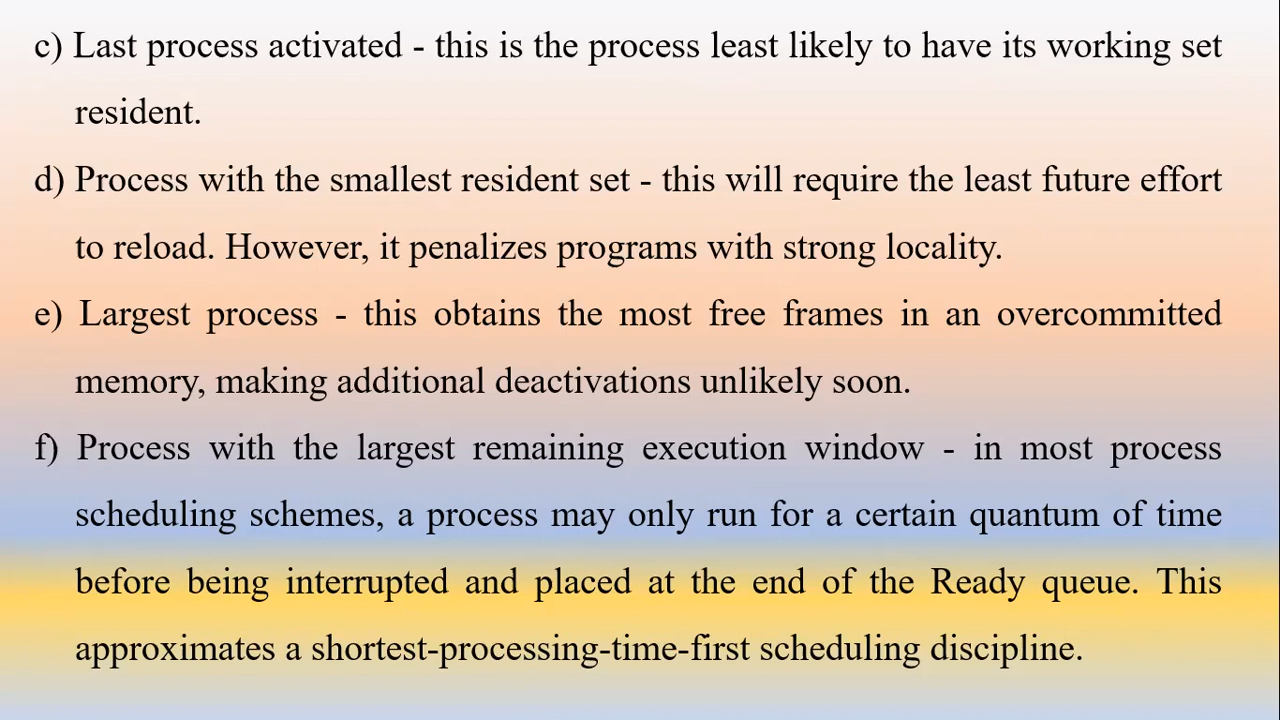 c) Last process activated - this is the process least likely to have its working set
resident.
d) Process with the smallest resident set - this will require the least future effort
to reload. However, it penalizes programs with strong locality.
e) Largest process - this obtains the most free frames in an overcommitted
memory, making additional deactivations unlikely soon.
f) Process with the largest remaining execution window - in most process
scheduling schemes, a process may only run for a certain quantum of time
before being interrupted and placed at the end of the Ready queue. This
approximates a shortest-processing-time-first scheduling discipline.